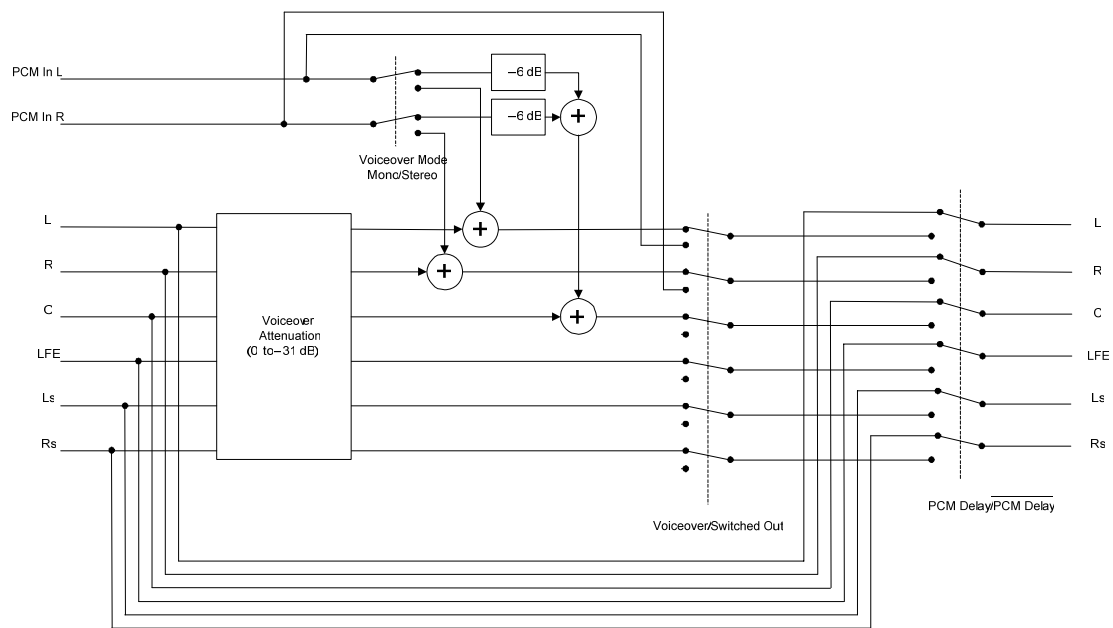 PCM In L
–6 dB
PCM In R
–6 dB
+
Voiceover Mode
Mono/Stereo
L
+
L
R
+
R
C
Voiceover
Attenuation
(0 to–31 dB)
+
C
LFE
LFE
Ls
Ls
Rs
Rs
PCM Delay/PCM Delay
Voiceover/Switched Out